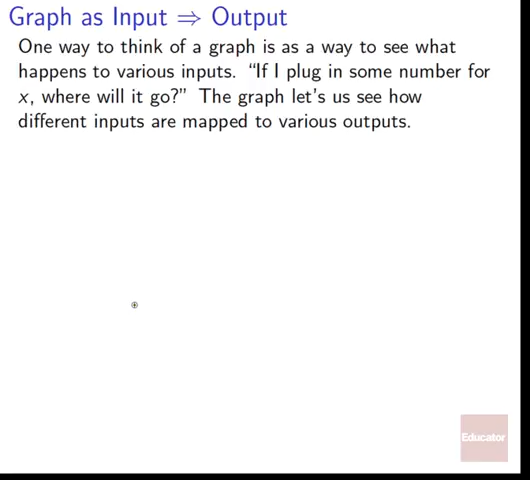 Graph as Input ⇒ Output
One way to think of a graph is as a way to see what
happens to various inputs. “If I plug in some number for
x, where will it go?” The graph let's us see how
different inputs are mapped to various outputs.
Educator